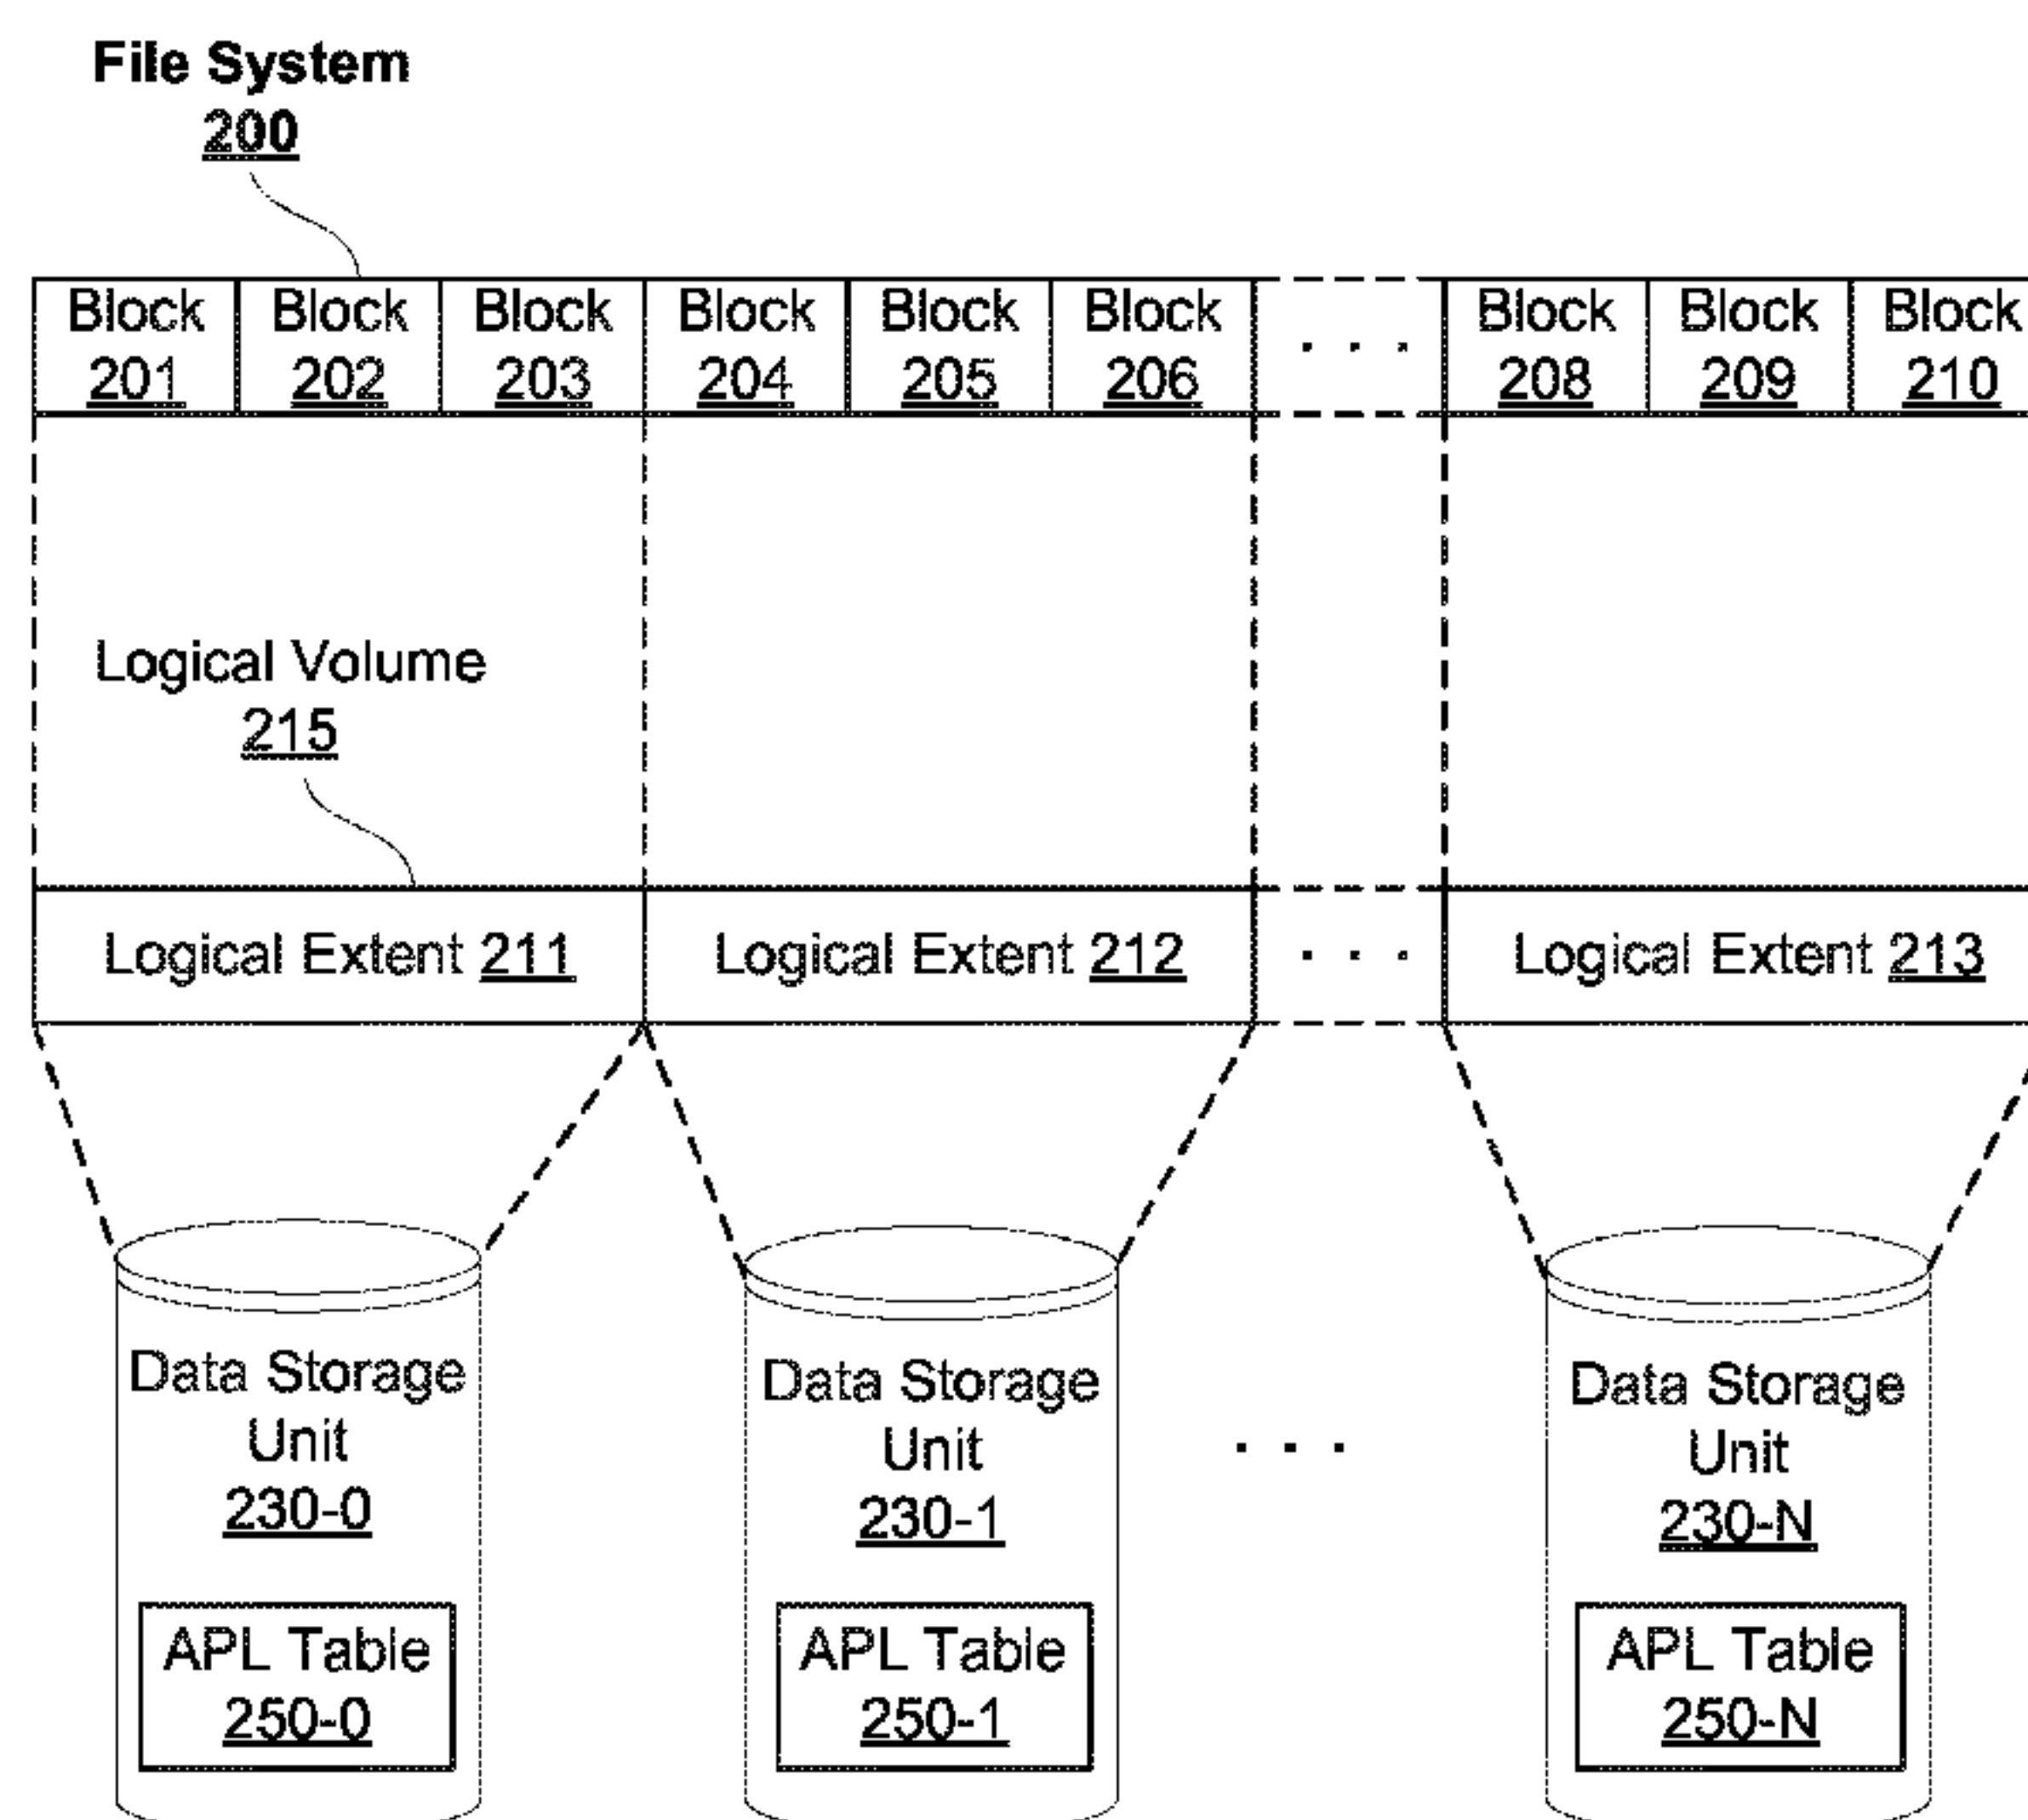 File System
200
Block Block Block Block Block Block Block Block Block
201 202 203 204 205 206 . . . 208 209 210
Logical Volume
215
Logical Extent 211 Logical Extent 212 . . . Logical Extent 213
Data Storage
Unit
230-0
APL Table
250-0
Data Storage
Unit
230-1
APL Table
250-1
. . .
Data Storage
Unit
230-N
APL Table
250-N